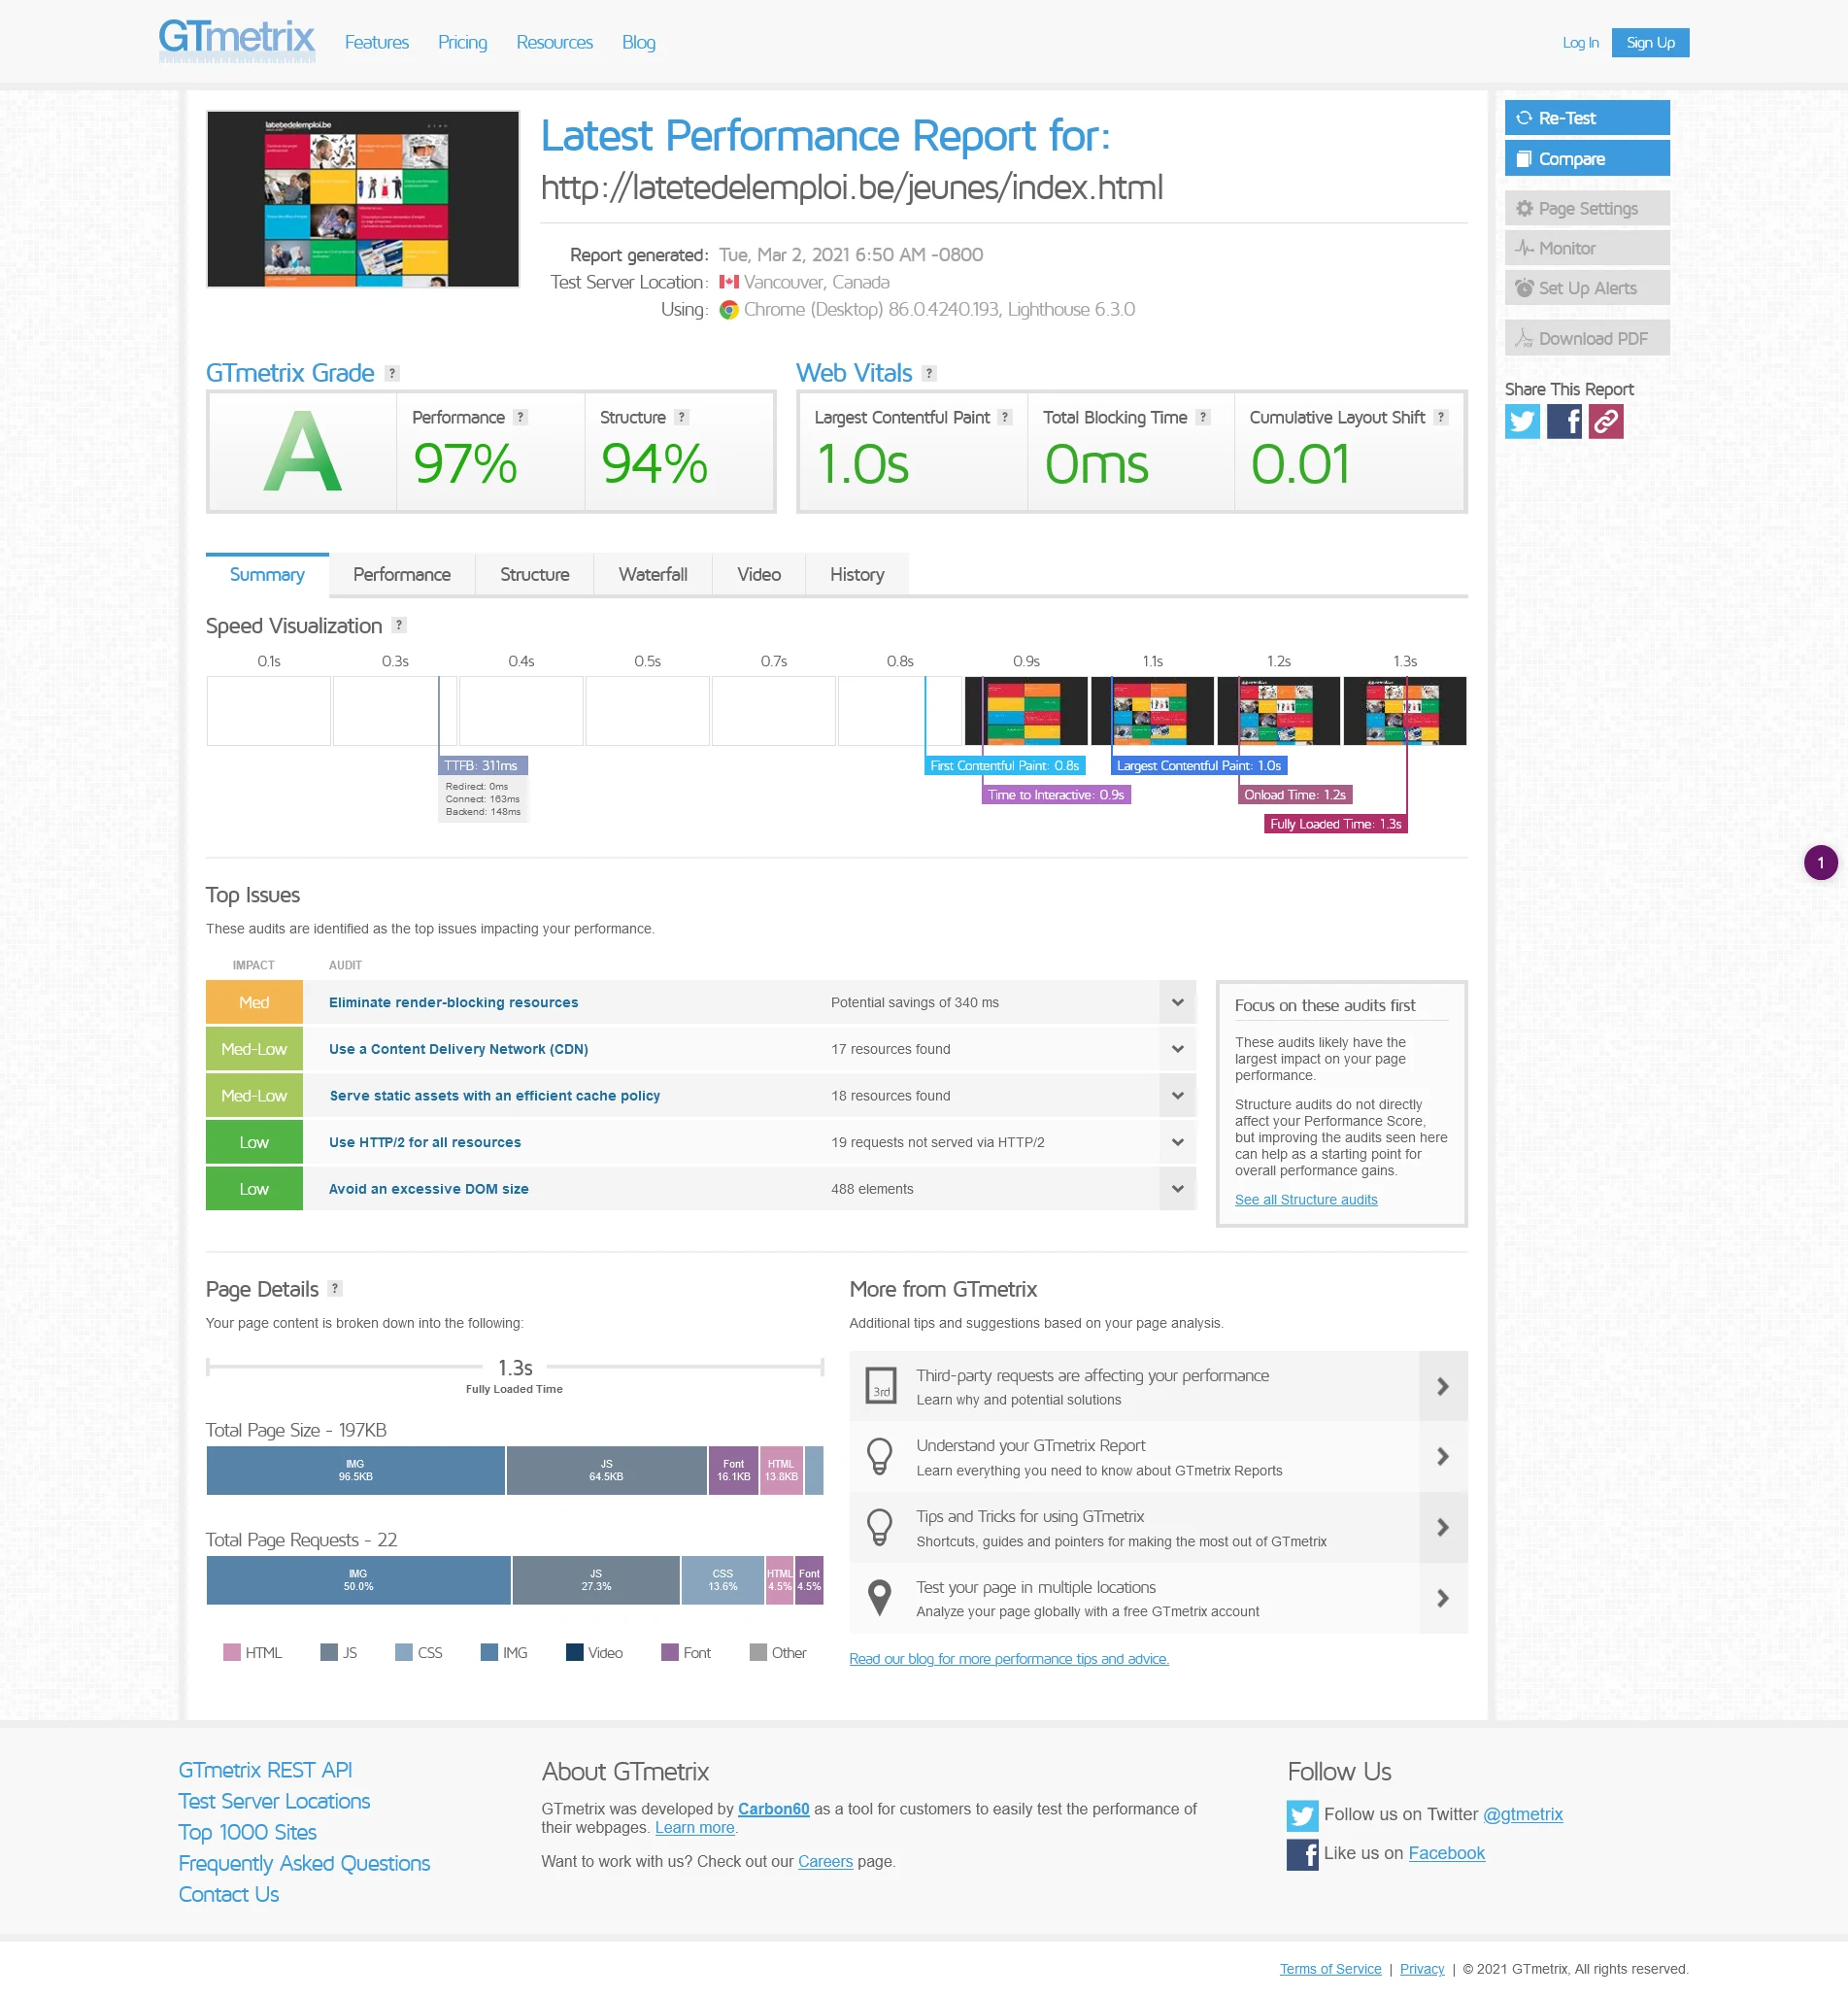 GTmetrix
Features
Pricing
Resources
Blog
Log In
Sign Up
latetedelemploi.be
Latest Performance Report for:
http://latetedelemploi.be/jeunes/index.html
Report generated: Tue, Mar 2, 2021 6:50 AM -0800
Test Server Location: Vancouver, Canada
Using: Chrome (Desktop) 86.0.4240.193, Lighthouse 6.3.0
Re-Test
Compare
Page Settings
Monitor
Set Up Alerts
Download PDF
Share This Report
GTmetrix Grade ?
A
Performance ?
97%
Structure ?
94%
Web Vitals ?
Largest Contentful Paint ?
1.0s
Total Blocking Time ?
0ms
Cumulative Layout Shift ?
0.01
Summary
Performance
Structure
Waterfall
Video
History
Speed Visualization ?
0.1s
0.3s
0.4s
0.5s
0.7s
0.8s
0.9s
1.1s
1.2s
1.3s
TTFB: 311ms
Redirect: 0ms
Connect: 163ms
Backend: 148ms
First Contentful Paint: 0.8s
Largest Contentful Paint: 1.0s
Time to Interactive: 0.9s
Onload Time: 1.2s
Fully Loaded Time: 1.3s
1
Top Issues
These audits are identified as the top issues impacting your performance.
IMPACT
AUDIT
Med
Eliminate render-blocking resources
Potential savings of 340 ms
Med-Low
Use a Content Delivery Network (CDN)
17 resources found
Med-Low
Serve static assets with an efficient cache policy
18 resources found
Low
Use HTTP/2 for all resources
19 requests not served via HTTP/2
Low
Avoid an excessive DOM size
488 elements
Focus on these audits first
These audits likely have the
largest impact on your page
performance.
Structure audits do not directly
affect your Performance Score,
but improving the audits seen here
can help as a starting point for
overall performance gains.
See all Structure audits
Page Details ?
Your page content is broken down into the following:
1.3s
Fully Loaded Time
Total Page Size - 197KB
IMG
96.5KB
JS
64.5KB
Font
16.1KB
HTML
13.8KB
Total Page Requests - 22
IMG
50.0%
JS
27.3%
CSS
13.6%
HTML
4.5%
Font
4.5%
HTML
JS
CSS
IMG
Video
Font
Other
More from GTmetrix
Additional tips and suggestions based on your page analysis.
3rd
Third-party requests are affecting your performance
Learn why and potential solutions
Understand your GTmetrix Report
Learn everything you need to know about GTmetrix Reports
Tips and Tricks for using GTmetrix
Shortcuts, guides and pointers for making the most out of GTmetrix
Test your page in multiple locations
Analyze your page globally with a free GTmetrix account
Read our blog for more performance tips and advice.
GTmetrix REST API
Test Server Locations
Top 1000 Sites
Frequently Asked Questions
Contact Us
About GTmetrix
GTmetrix was developed by Carbon60 as a tool for customers to easily test the performance of
their webpages. Learn more.
Want to work with us? Check out our Careers page.
Follow Us
Follow us on Twitter @gtmetrix
Like us on Facebook
Terms of Service | Privacy | © 2021 GTmetrix, All rights reserved.